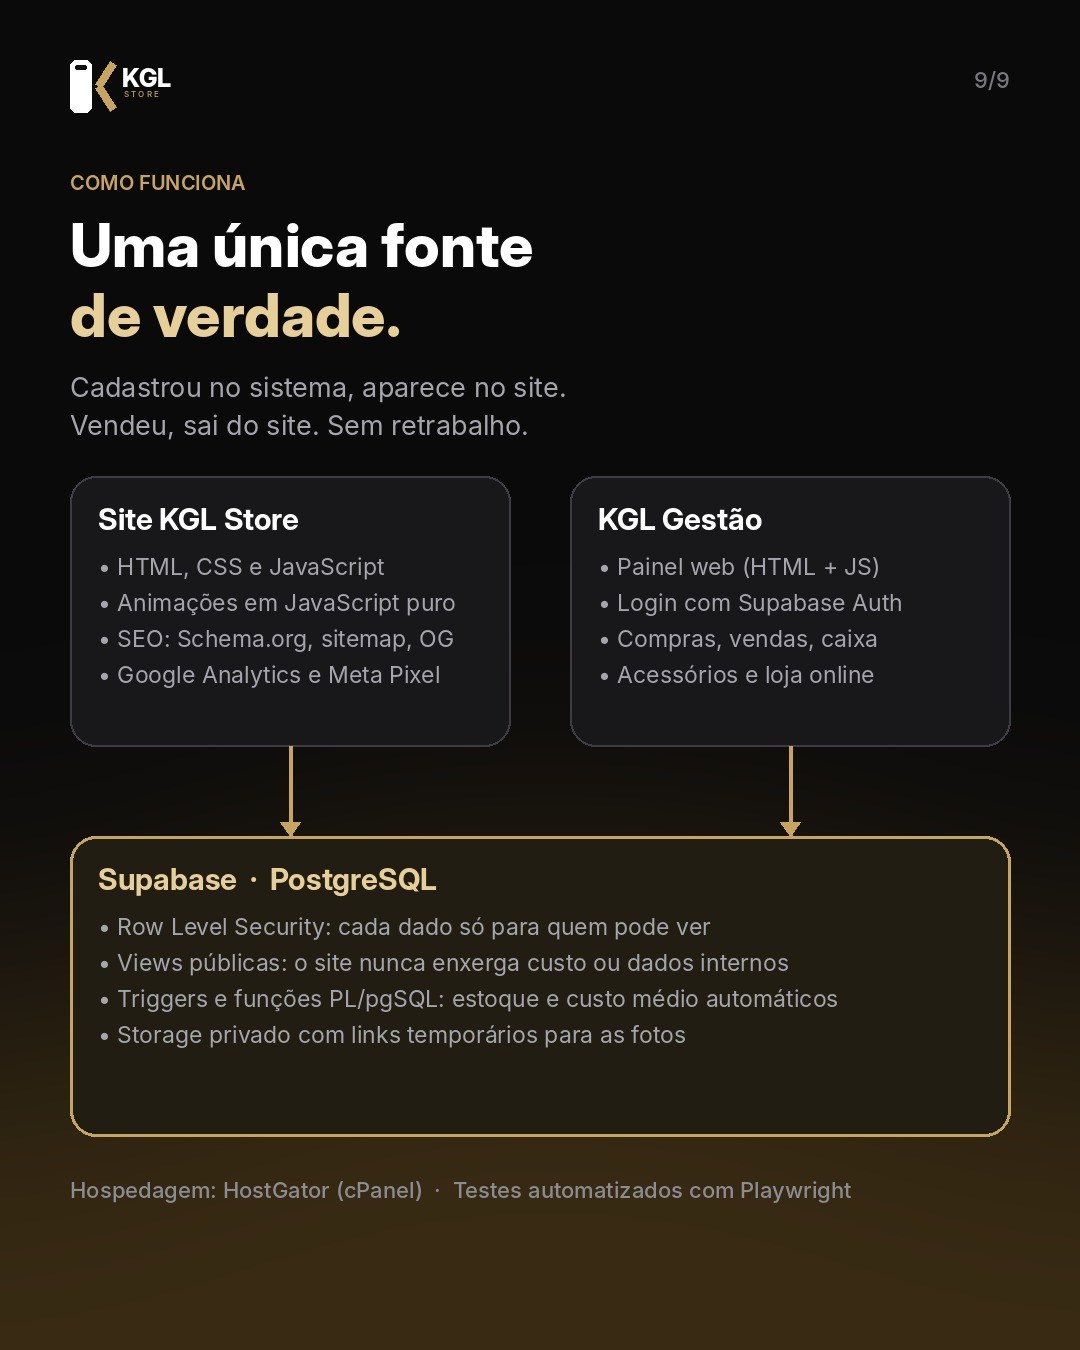 KGL
STORE
9/9
COMO FUNCIONA
Uma única fonte
de verdade.
Cadastrou no sistema, aparece no site.
Vendeu, sai do site. Sem retrabalho.
Site KGL Store
• HTML, CSS e JavaScript
• Animações em JavaScript puro
• SEO: Schema.org, sitemap, OG
• Google Analytics e Meta Pixel
KGL Gestão
• Painel web (HTML + JS)
• Login com Supabase Auth
• Compras, vendas, caixa
• Acessórios e loja online
Supabase · PostgreSQL
• Row Level Security: cada dado só para quem pode ver
• Views públicas: o site nunca enxerga custo ou dados internos
• Triggers e funções PL/pgSQL: estoque e custo médio automáticos
• Storage privado com links temporários para as fotos
Hospedagem: HostGator (cPanel) · Testes automatizados com Playwright